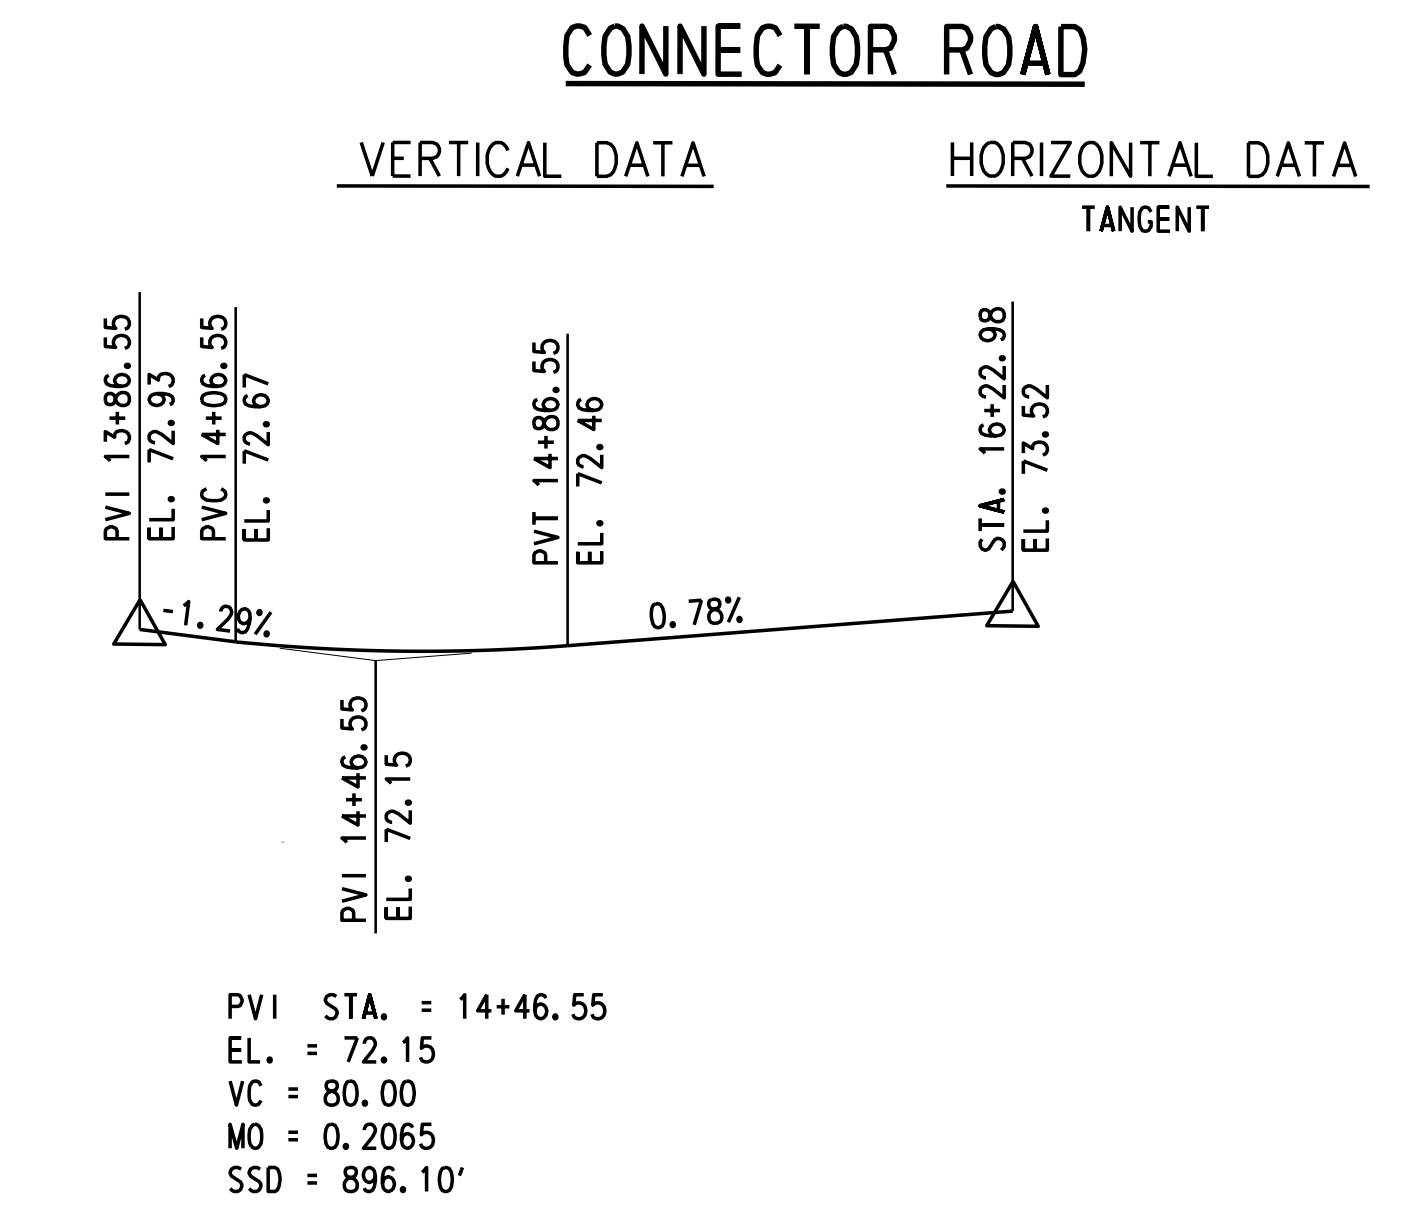 CONNECTOR ROAD
VERTICAL DATA
HORIZONTAL DATA
TANGENT
PVI 13+86.55
EL. 72.93
PVC 14+06.55
EL. 72.67
PVT 14+86.55
EL. 72.46
STA. 16+22.98
EL. 73.52
-1.29%
0.78%
PVI 14+46.55
EL. 72.15
PVI STA. = 14+46.55
EL. = 72.15
VC = 80.00
MO = 0.2065
SSD = 896.10'